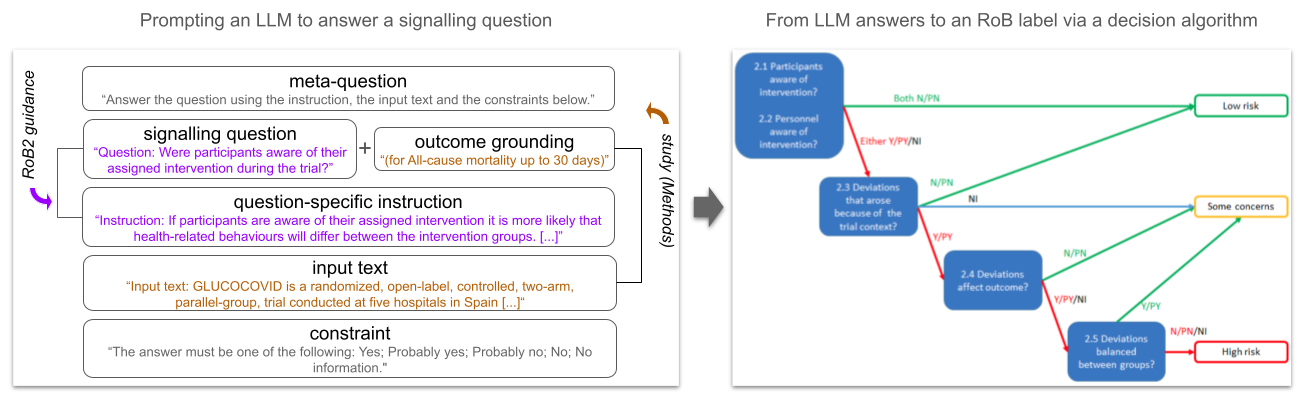 Prompting an LLM to answer a signalling question
From LLM answers to an RoB label via a decision algorithm
RoB2 guidance
meta-question
“Answer the question using the instruction, the input text and the constraints below.”
signalling question
“Question: Were participants aware of their
assigned intervention during the trial?”
+
outcome grounding
“(for All-cause mortality up to 30 days)”
question-specific instruction
“Instruction: If participants are aware of their assigned intervention it is more likely that
health-related behaviours will differ between the intervention groups. [...]”
input text
“Input text: GLUCOCOVID is a randomized, open-label, controlled, two-arm,
parallel-group, trial conducted at five hospitals in Spain [...]“
constraint
“The answer must be one of the following: Yes; Probably yes; Probably no; No; No
information."
study (Methods)
2.1 Participants
aware of
intervention?
2.2 Personnel
aware of
intervention?
Both N/PN
Low risk
Either Y/PY/NI
2.3 Deviations
that arose
because of the
trial context?
N/PN
NI
Some concerns
Y/PY
2.4 Deviations
affect outcome?
N/PN
Y/PY/NI
Y/PY
2.5 Deviations
balanced
between groups?
N/PN/NI
High risk